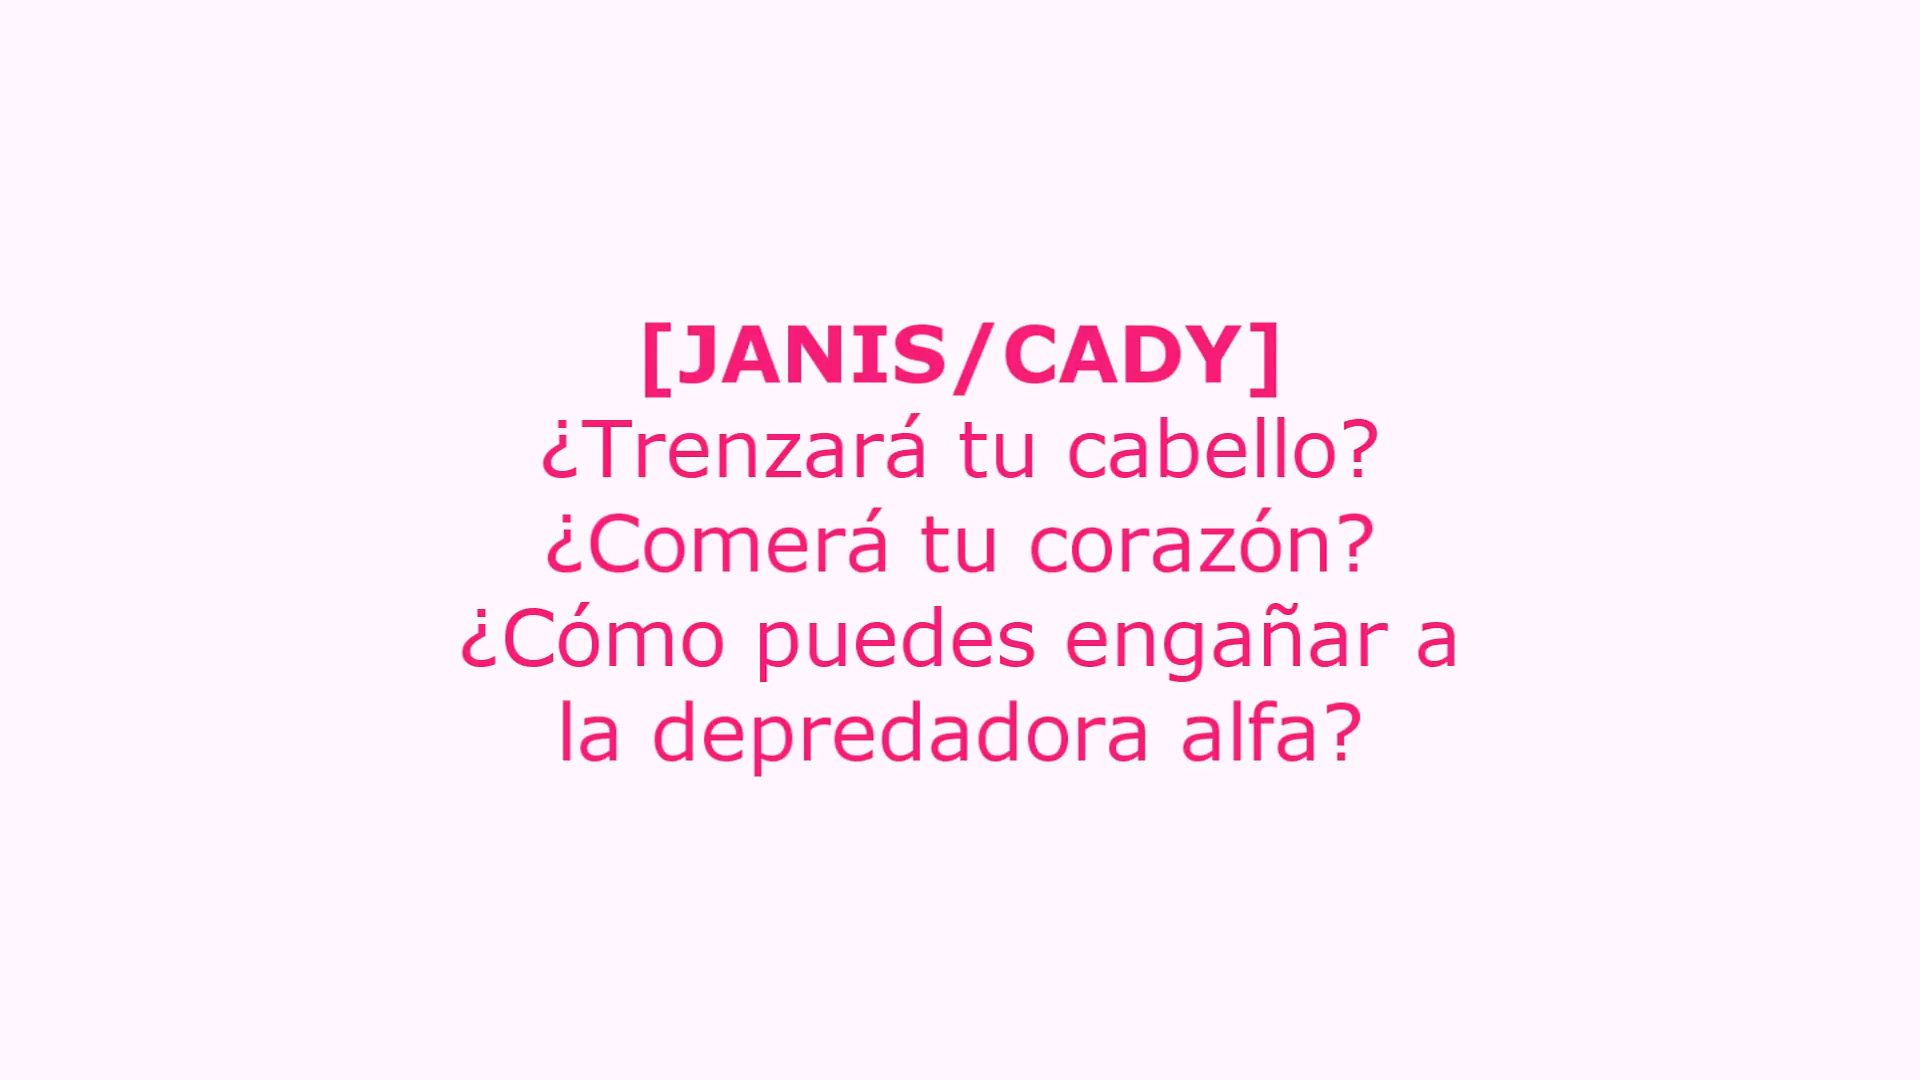 [JANIS/CADY]
¿Trenzará tu cabello?
¿Comerá tu corazón?
¿Cómo puedes engañar a
la depredadora alfa?